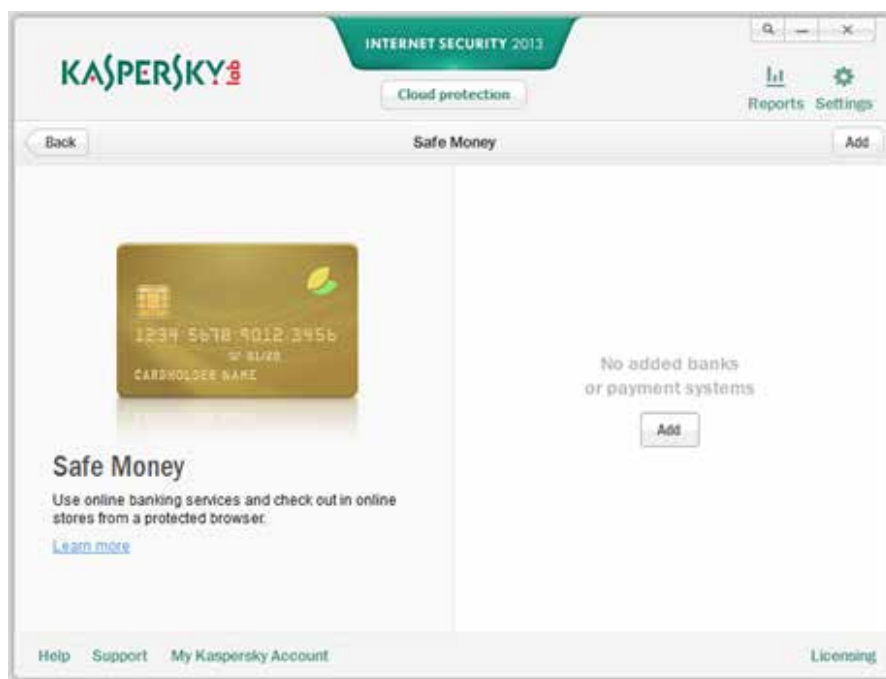 INTERNET SECURITY 2013
KASPERSKY lab
Cloud protection
Reports Settings
Back
Safe Money
Add
1234 5678 9012 3456
01/20
CARDHOLDER NAME
No added banks
or payment systems
Add
Safe Money
Use online banking services and check out in online
stores from a protected browser.
Learn more
Help Support My Kaspersky Account Licensing